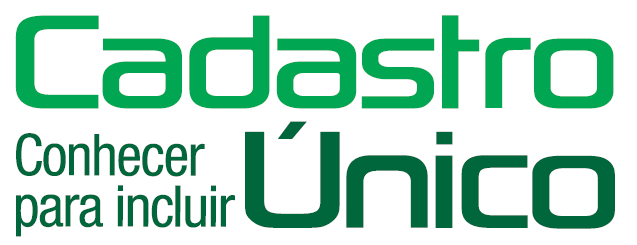 Cadastro
Conhecer
para incluir
Único